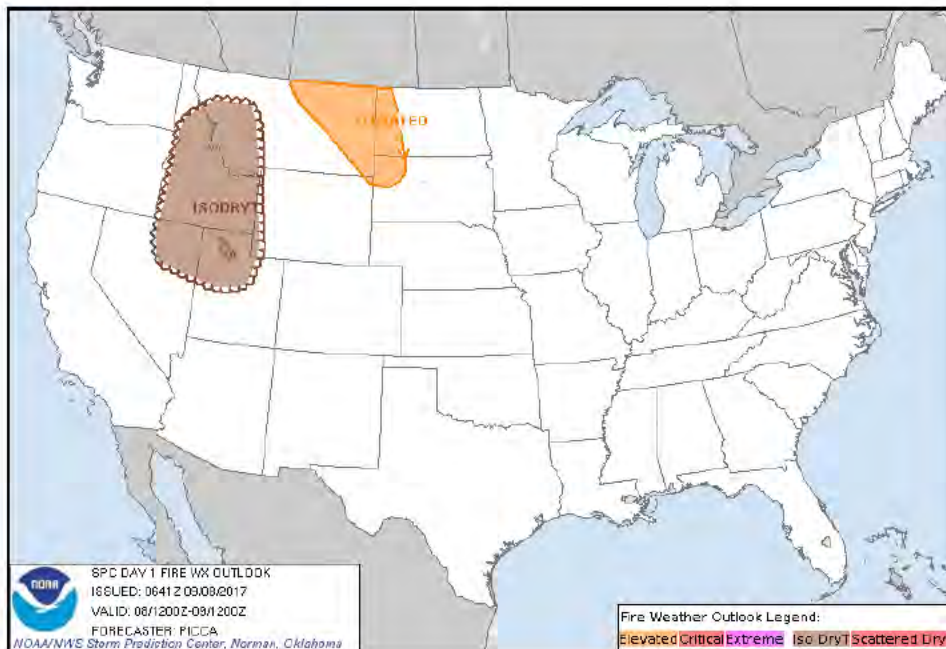 ELEVATED
ISODRYT
NOAA
SPC DAY 1 FIRE WX OUTLOOK
ISSUED: 0641Z 09/08/2017
VALID: 08/1200Z-09/1200Z
FORECASTER: PICCA
NOAA/NWS Storm Prediction Center, Norman, Oklahoma
Fire Weather Outlook Legend:
Elevated Critical Extreme Iso DryT Scattered Dry